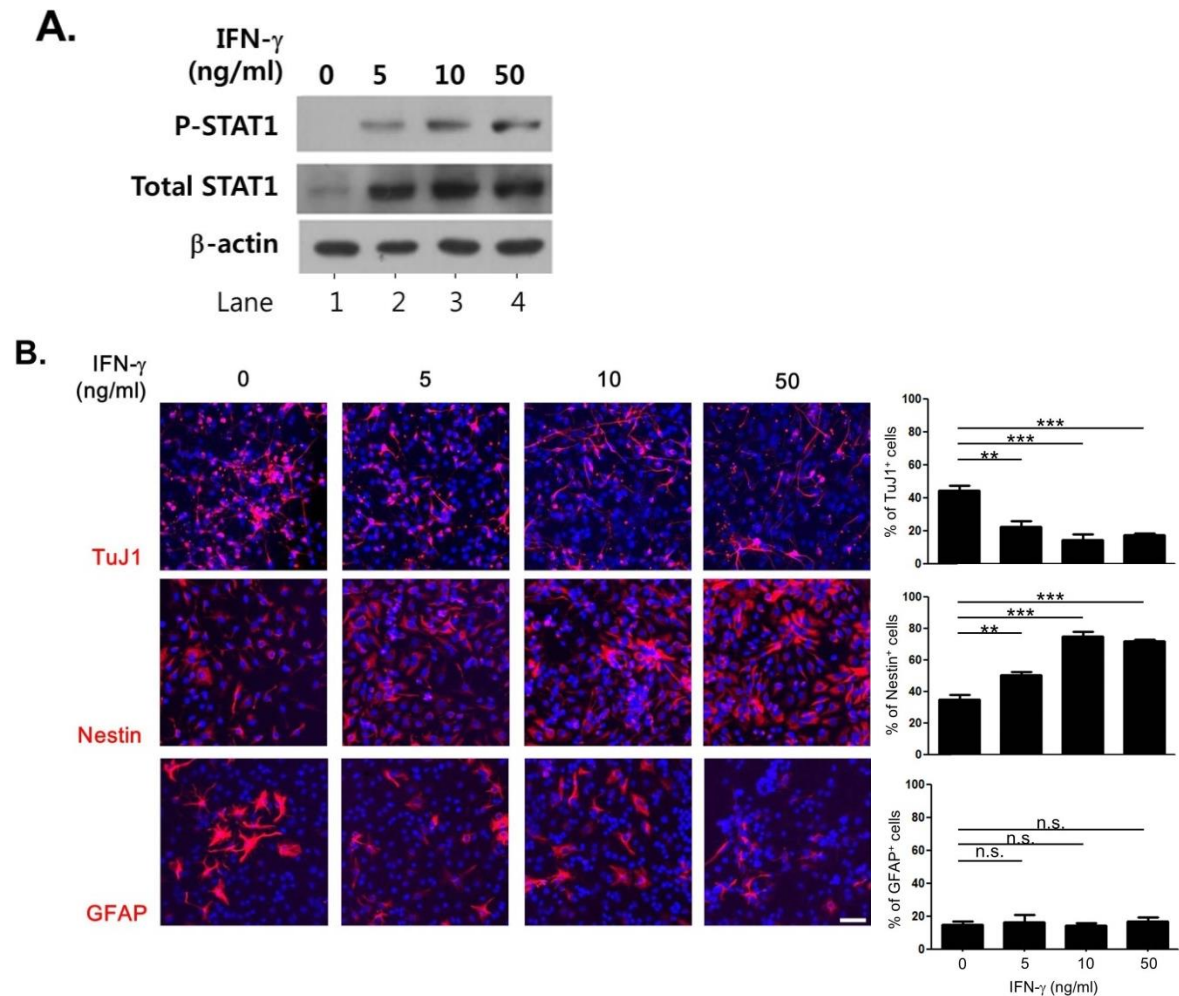 A.
IFN-γ
(ng/ml) 0 5 10 50
P-STAT1
Total STAT1
β-actin
Lane 1 2 3 4
B.
IFN-γ
(ng/ml) 0 5 10 50
TuJ1
% of TuJ1⁺ cells
100
80
60
40
20
0
***
***
**
Nestin
% of Nestin⁺ cells
100
80
60
40
20
0
***
***
**
GFAP
% of GFAP⁺ cells
100
80
60
40
20
0
n.s.
n.s.
n.s.
0 5 10 50
IFN-γ (ng/ml)